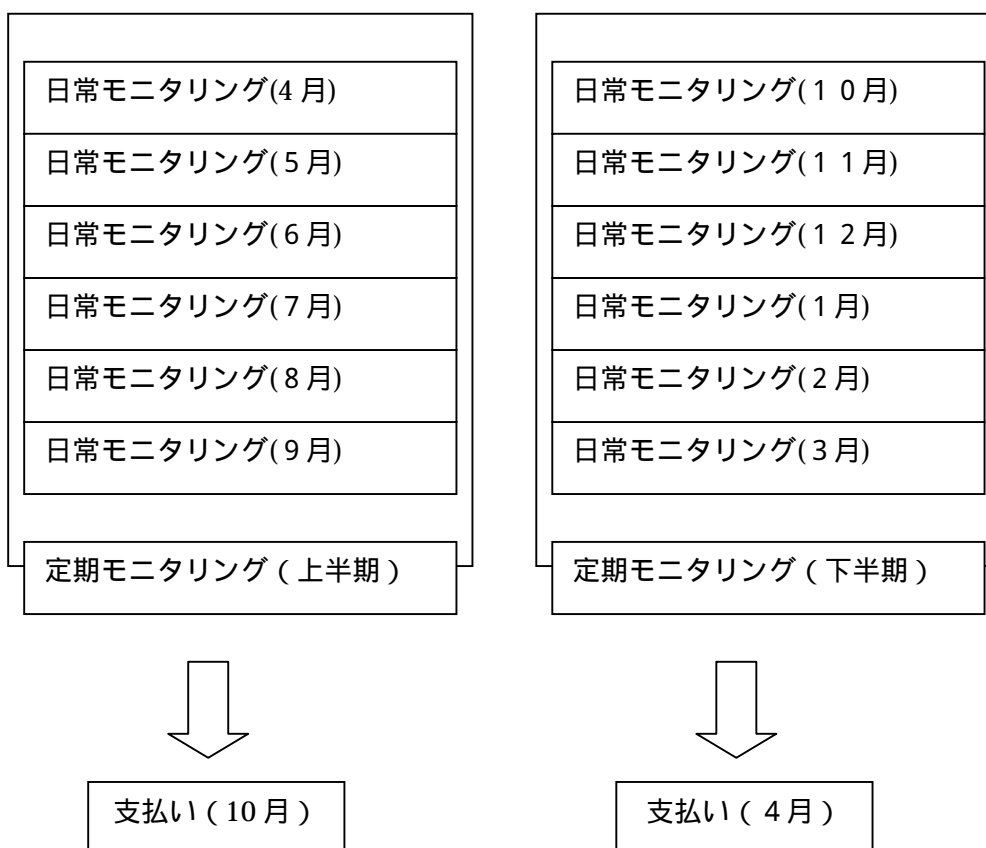 日常モニタリング(4月)
日常モニタリング(5月)
日常モニタリング(6月)
日常モニタリング(7月)
日常モニタリング(8月)
日常モニタリング(9月)
定期モニタリング(上半期)
支払い(10月)
日常モニタリング(10月)
日常モニタリング(11月)
日常モニタリング(12月)
日常モニタリング(1月)
日常モニタリング(2月)
日常モニタリング(3月)
定期モニタリング(下半期)
支払い(4月)